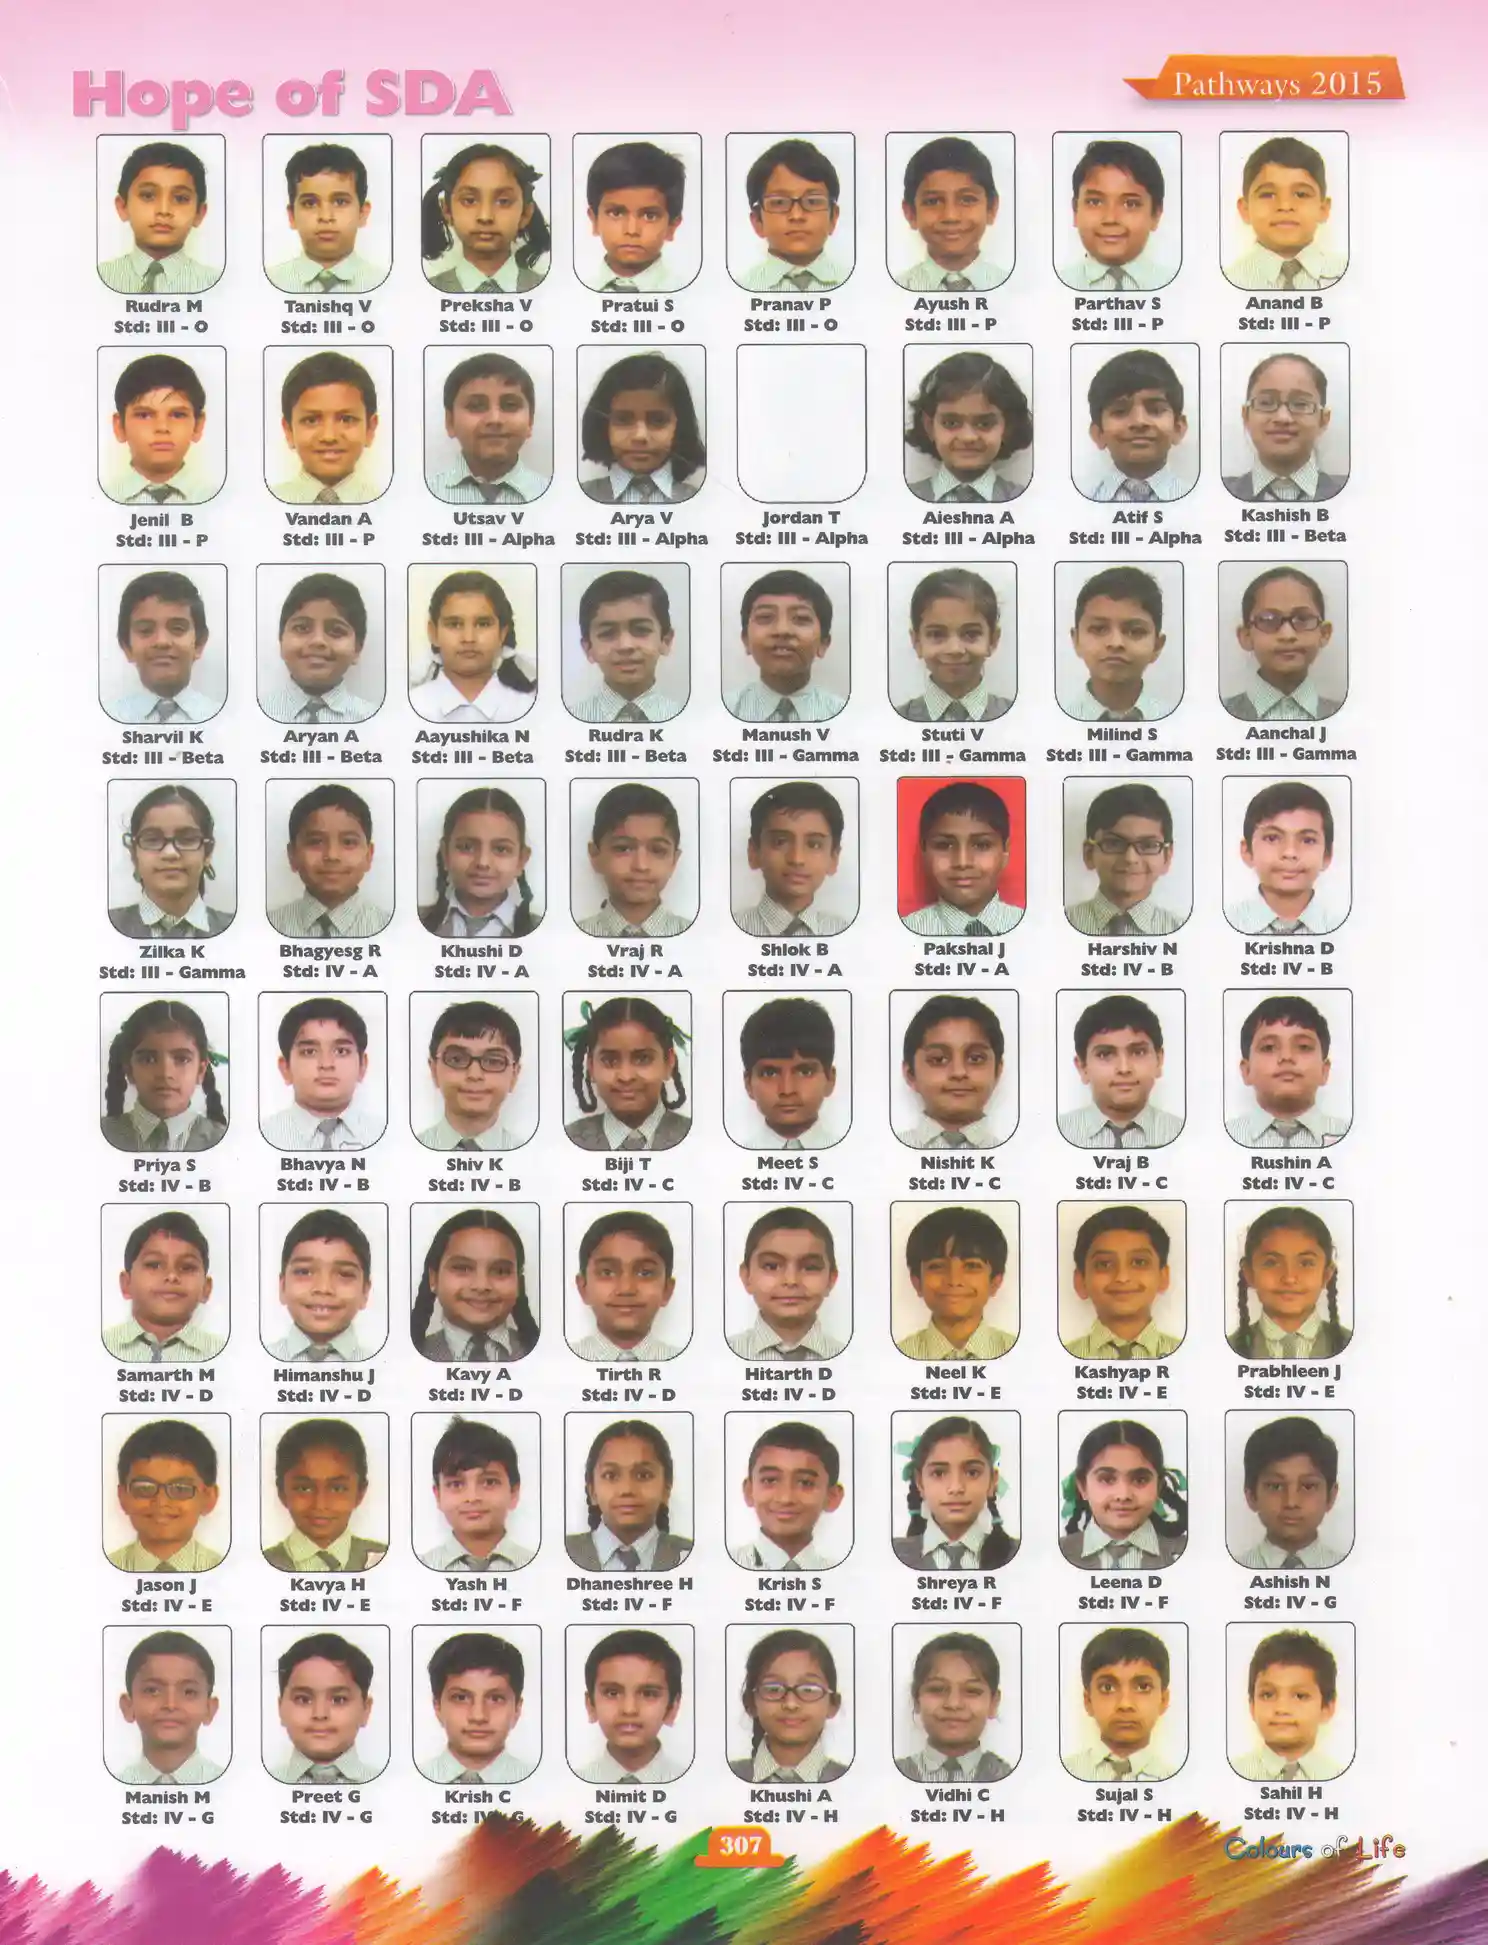 Hope of SDA
Pathways 2015
Rudra M Tanishq V Preksha V Pratui S Pranav P Ayush R Parthav S Anand B
Std: III - O Std: III - O Std: III - O Std: III - O Std: III - O Std: III - P Std: III - P Std: III - P
Jenil B Vandan A Utsav V Arya V Jordan T Aieshna A Atif S Kashish B
Std: III - P Std: III - P Std: III - Alpha Std: III - Alpha Std: III - Alpha Std: III - Alpha Std: III - Alpha Std: III - Beta
Sharvil K Aryan A Aayushika N Rudra K Manush V Stuti V Milind S Aanchal J
Std: III - Beta Std: III - Beta Std: III - Beta Std: III - Beta Std: III - Gamma Std: III - Gamma Std: III - Gamma Std: III - Gamma
Zilka K Bhagyesg R Khushi D Vraj R Shlok B Pakshal J Harshiv N Krishna D
Std: III - Gamma Std: IV - A Std: IV - A Std: IV - A Std: IV - A Std: IV - A Std: IV - B Std: IV - B
Priya S Bhavya N Shiv K Biji T Meet S Nishit K Vraj B Rushin A
Std: IV - B Std: IV - B Std: IV - B Std: IV - C Std: IV - C Std: IV - C Std: IV - C Std: IV - C
Samarth M Himanshu J Kavy A Tirth R Hitarth D Neel K Kashyap R Prabhleen J
Std: IV - D Std: IV - D Std: IV - D Std: IV - D Std: IV - D Std: IV - E Std: IV - E Std: IV - E
Jason J Kavya H Yash H Dhaneshree H Krish S Shreya R Leena D Ashish N
Std: IV - E Std: IV - E Std: IV - F Std: IV - F Std: IV - F Std: IV - F Std: IV - F Std: IV - G
Manish M Preet G Krish C Nimit D Khushi A Vidhi C Sujal S Sahil H
Std: IV - G Std: IV - G Std: IV - G Std: IV - G Std: IV - H Std: IV - H Std: IV - H Std: IV - H
307
Colours of Life